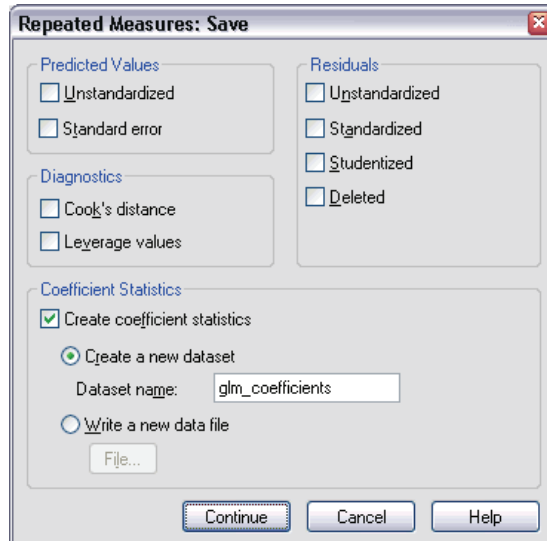 Repeated Measures: Save
Predicted Values
Unstandardized
Standard error
Diagnostics
Cook's distance
Leverage values
Residuals
Unstandardized
Standardized
Studentized
Deleted
Coefficient Statistics
Create coefficient statistics
Create a new dataset
Dataset name: glm_coefficients
Write a new data file
File...
Continue Cancel Help